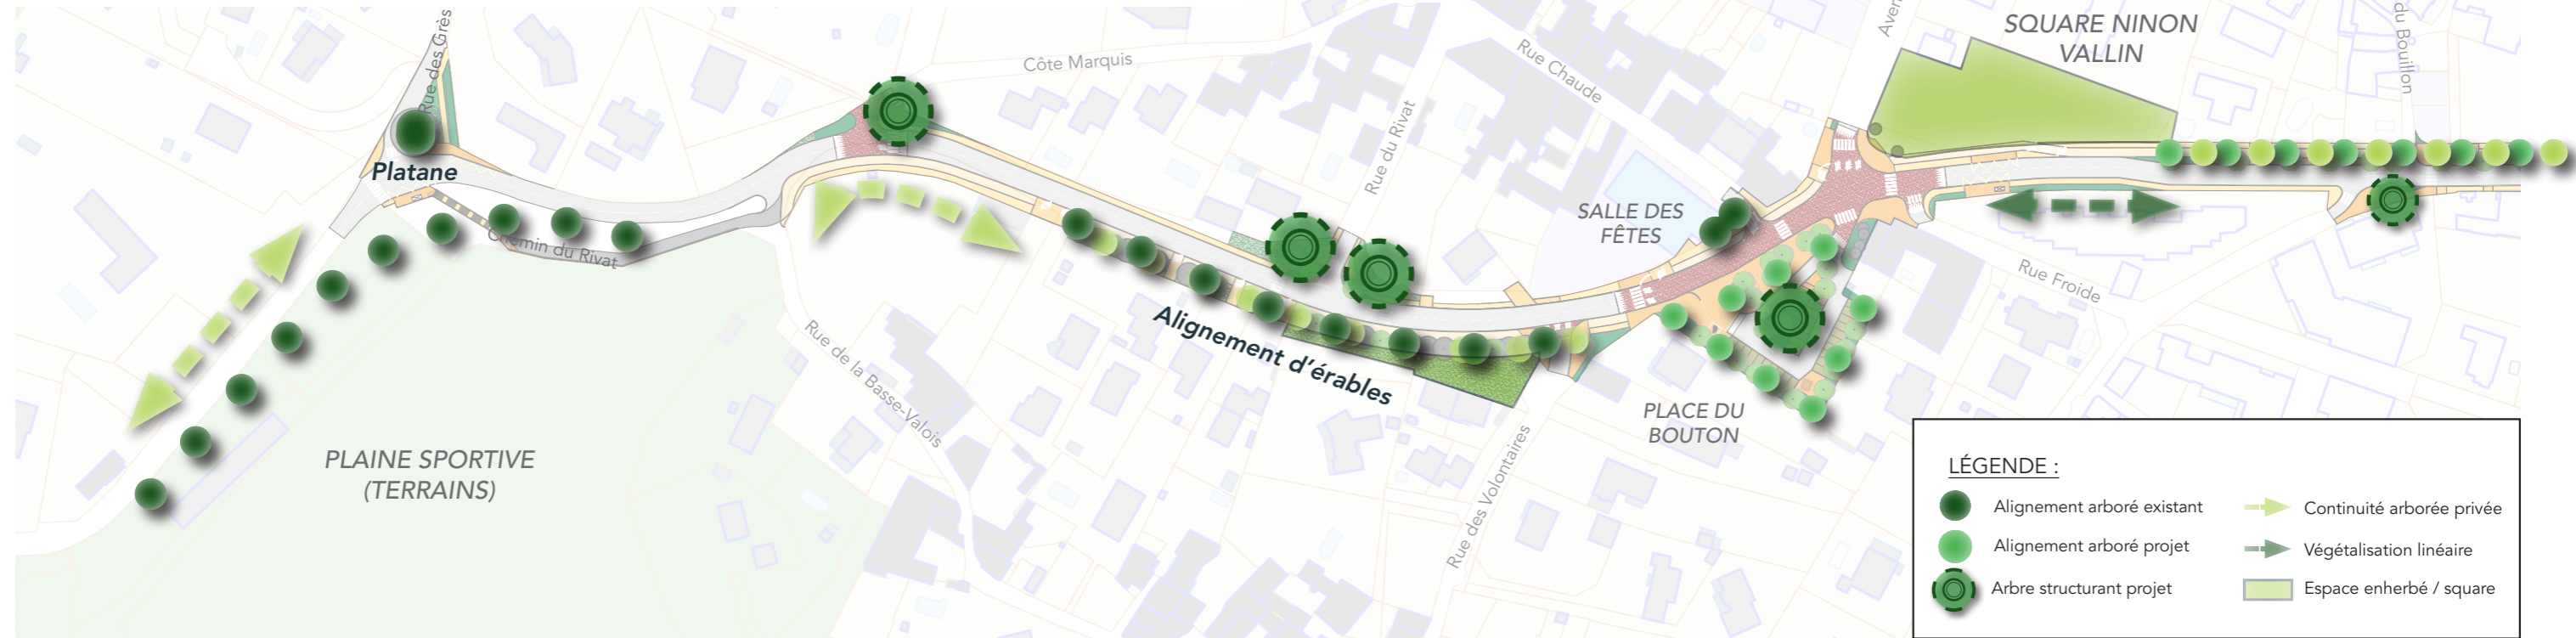 SQUARE NINON
VALLIN
Aven
du Bouillon
Rue des Grès
Côte Marquis
Rue Chaude
Rue du Rivat
Platane
SALLE DES
FÊTES
Chemin du Rivat
Rue Froide
Alignement d'érables
Rue de la Basse-Valois
PLACE DU
BOUTON
PLAINE SPORTIVE
(TERRAINS)
Rue des Volontaires
LÉGENDE :
Alignement arboré existant
Alignement arboré projet
Arbre structurant projet
Continuité arborée privée
Végétalisation linéaire
Espace enherbé / square